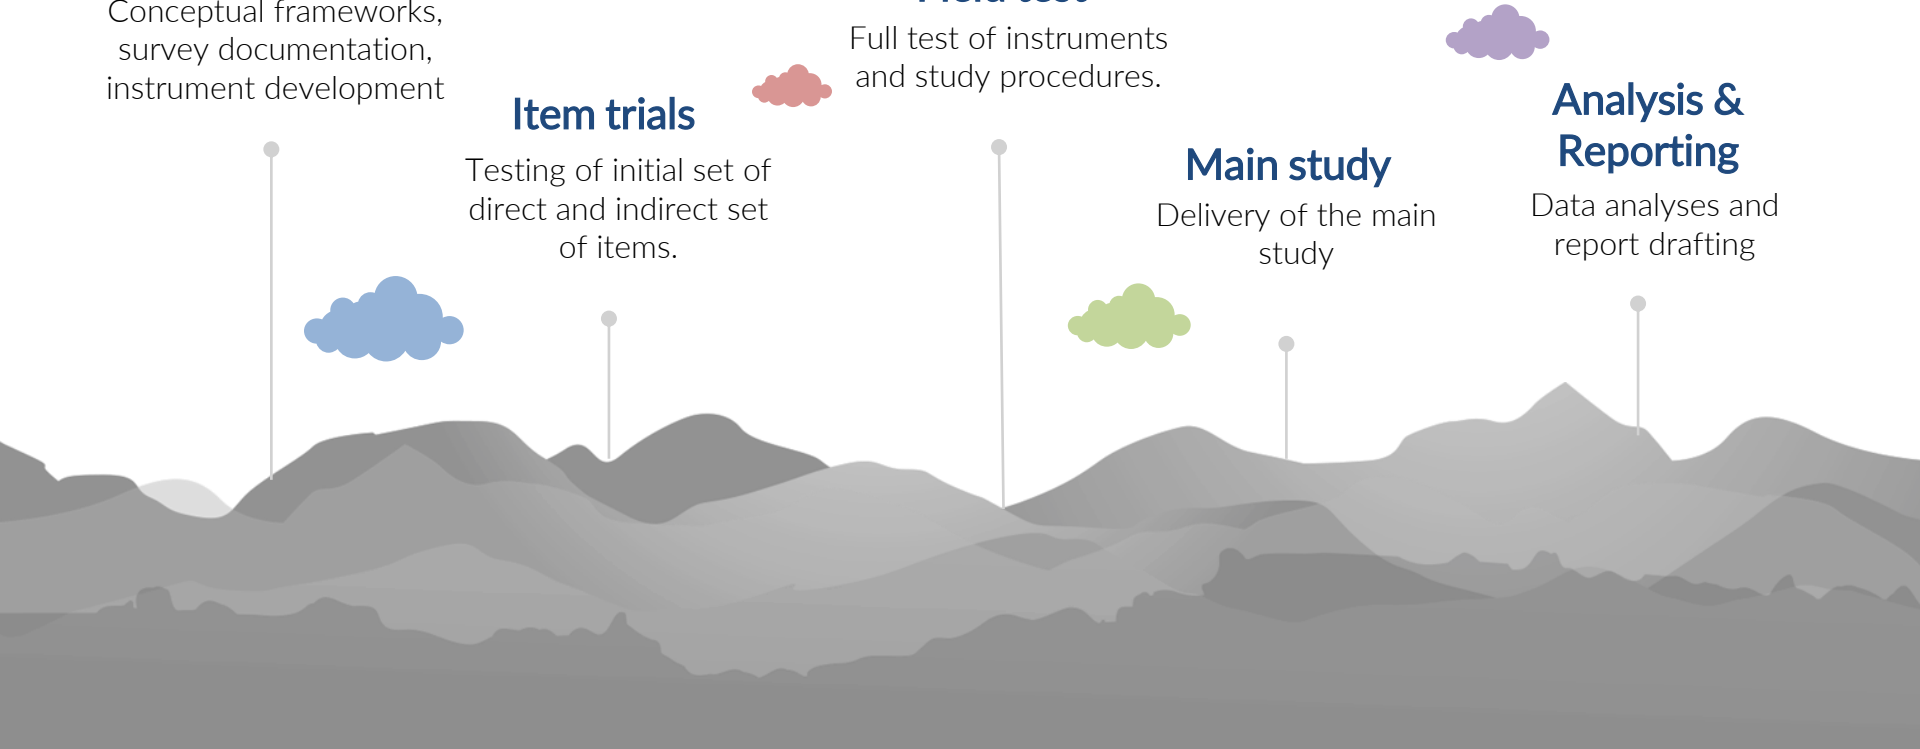 Conceptual frameworks,
survey documentation,
instrument development
Item trials
Testing of initial set of
direct and indirect set
of items.
Field test
Full test of instruments
and study procedures.
Main study
Delivery of the main
study
Analysis &
Reporting
Data analyses and
report drafting